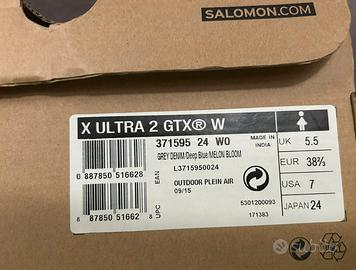 SALOMON.COM
X ULTRA 2 GTX® W
371595 24 W0
GREY DENIM/Deep Blue/MELON BLOOM
L3715950024
MADE IN INDIA
0 887850 516628
EAN
8 87850 51662 8
UPC
OUTDOOR PLEIN AIR
09/15
5301200093
171383
UK 5.5
EUR 38⅔
USA 7
JAPAN 24
Subito